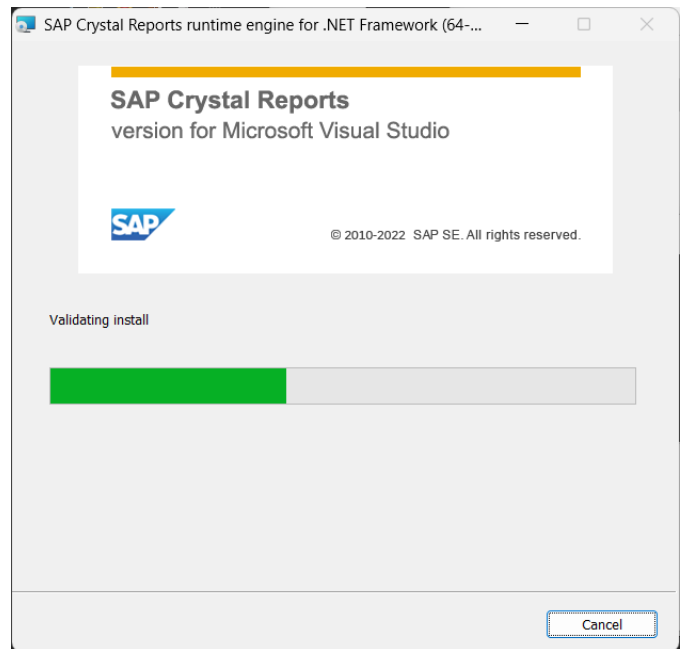 SAP Crystal Reports runtime engine for .NET Framework (64-...
SAP Crystal Reports
version for Microsoft Visual Studio
SAP
© 2010-2022 SAP SE. All rights reserved.
Validating install
Cancel